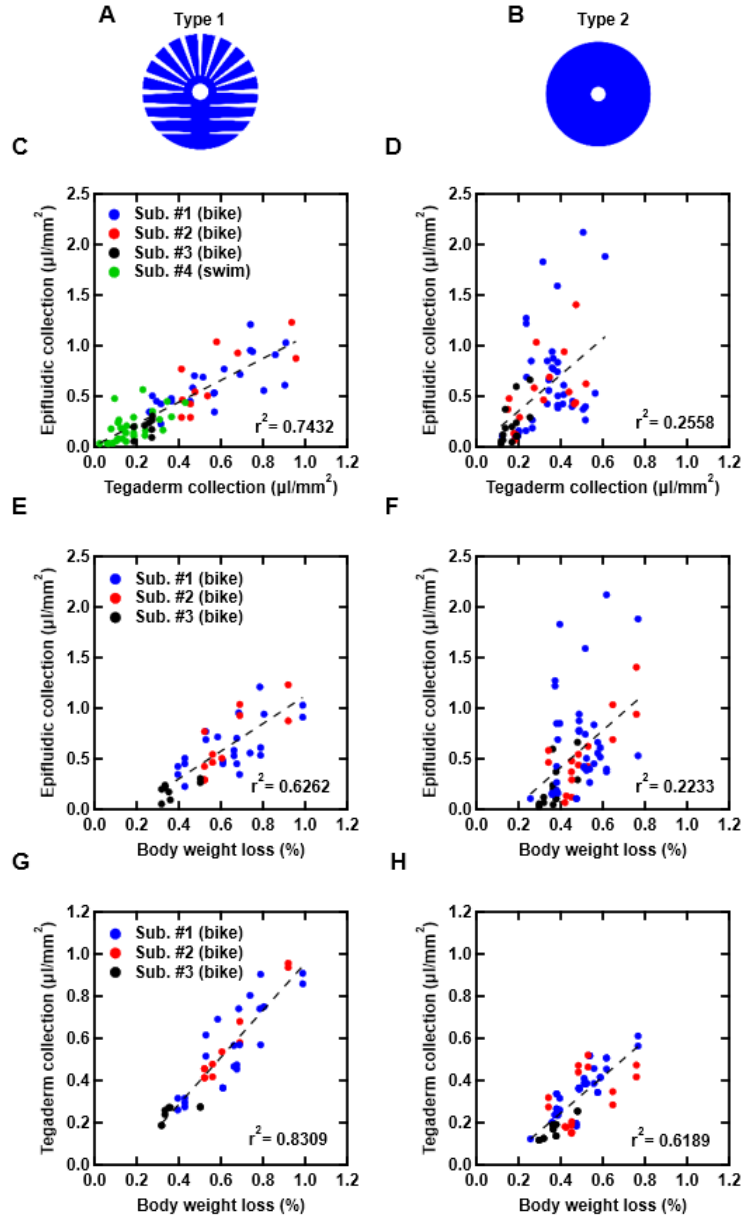 A Type 1 B Type 2
C D
2.5 2.5
2.0 2.0
1.5 1.5
1.0 1.0
0.5 0.5
0.0 0.0
Epifluidic collection (µl/mm²) Epifluidic collection (µl/mm²)
Sub. #1 (bike)
Sub. #2 (bike)
Sub. #3 (bike)
Sub. #4 (swim)
r² = 0.7432 r² = 0.2558
0.0 0.2 0.4 0.6 0.8 1.0 1.2 0.0 0.2 0.4 0.6 0.8 1.0 1.2
Tegaderm collection (µl/mm²) Tegaderm collection (µl/mm²)
E F
2.5 2.5
2.0 2.0
1.5 1.5
1.0 1.0
0.5 0.5
0.0 0.0
Epifluidic collection (µl/mm²) Epifluidic collection (µl/mm²)
Sub. #1 (bike)
Sub. #2 (bike)
Sub. #3 (bike)
r² = 0.6262 r² = 0.2233
0.0 0.2 0.4 0.6 0.8 1.0 1.2 0.0 0.2 0.4 0.6 0.8 1.0 1.2
Body weight loss (%) Body weight loss (%)
G H
1.2 1.2
1.0 1.0
0.8 0.8
0.6 0.6
0.4 0.4
0.2 0.2
0.0 0.0
Tegaderm collection (µl/mm²) Tegaderm collection (µl/mm²)
Sub. #1 (bike)
Sub. #2 (bike)
Sub. #3 (bike)
r² = 0.8309 r² = 0.6189
0.0 0.2 0.4 0.6 0.8 1.0 1.2 0.0 0.2 0.4 0.6 0.8 1.0 1.2
Body weight loss (%) Body weight loss (%)